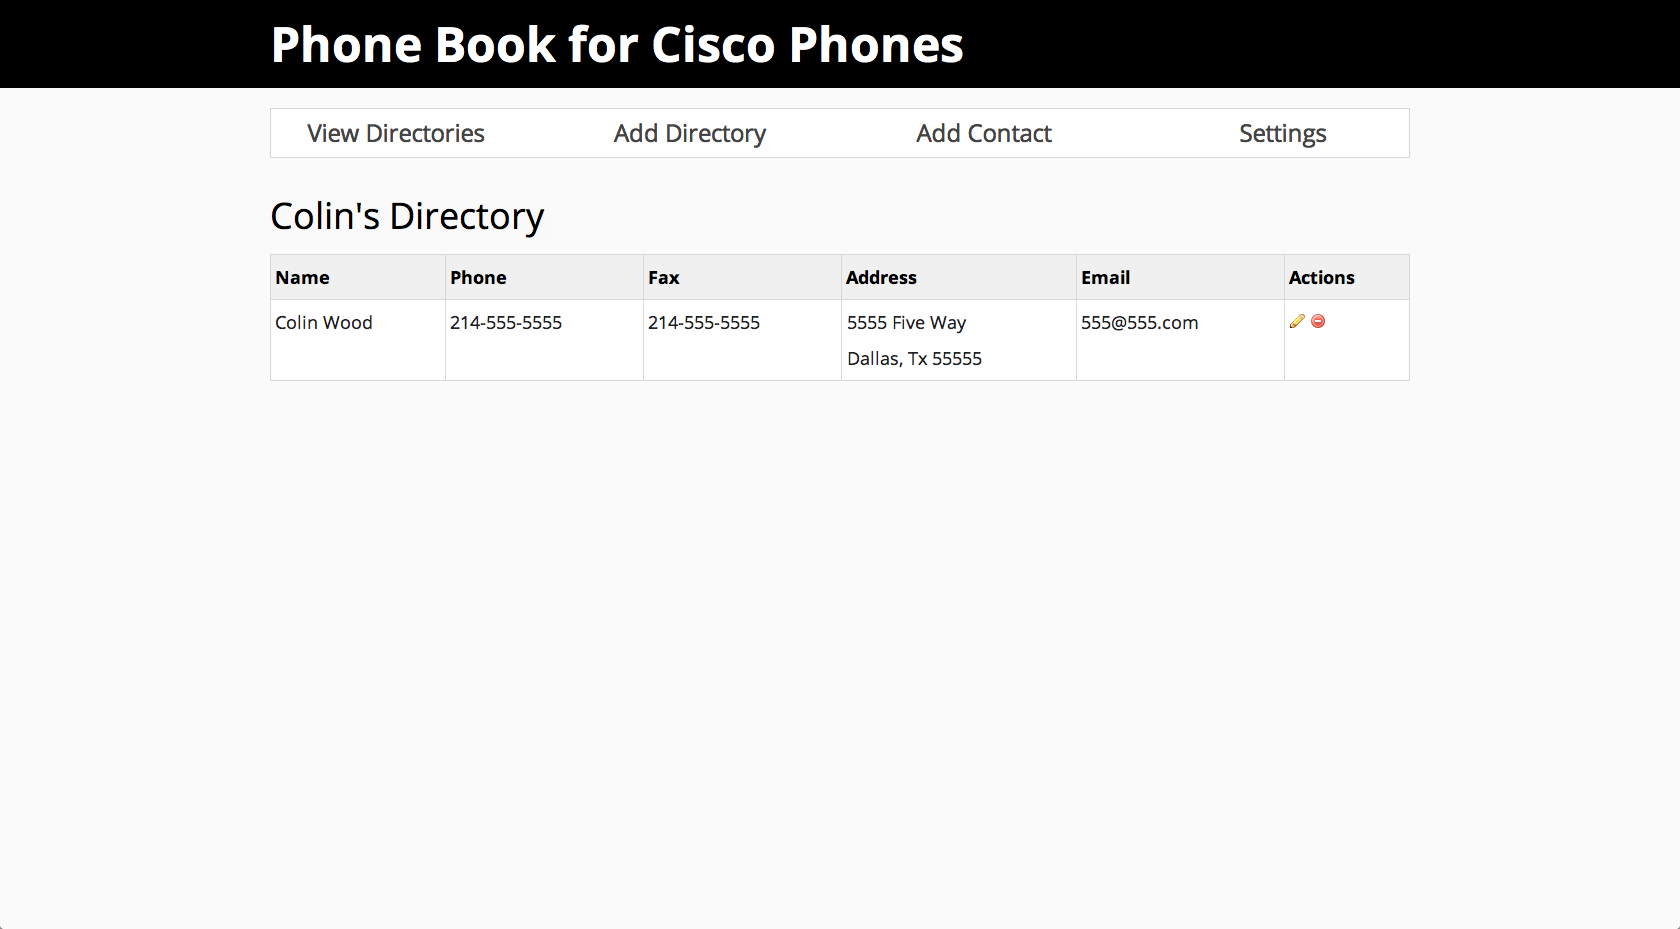 Phone Book for Cisco Phones
View Directories Add Directory Add Contact Settings
Colin's Directory
Name Phone Fax Address Email Actions
Colin Wood 214-555-5555 214-555-5555 5555 Five Way 555@555.com
Dallas, Tx 55555